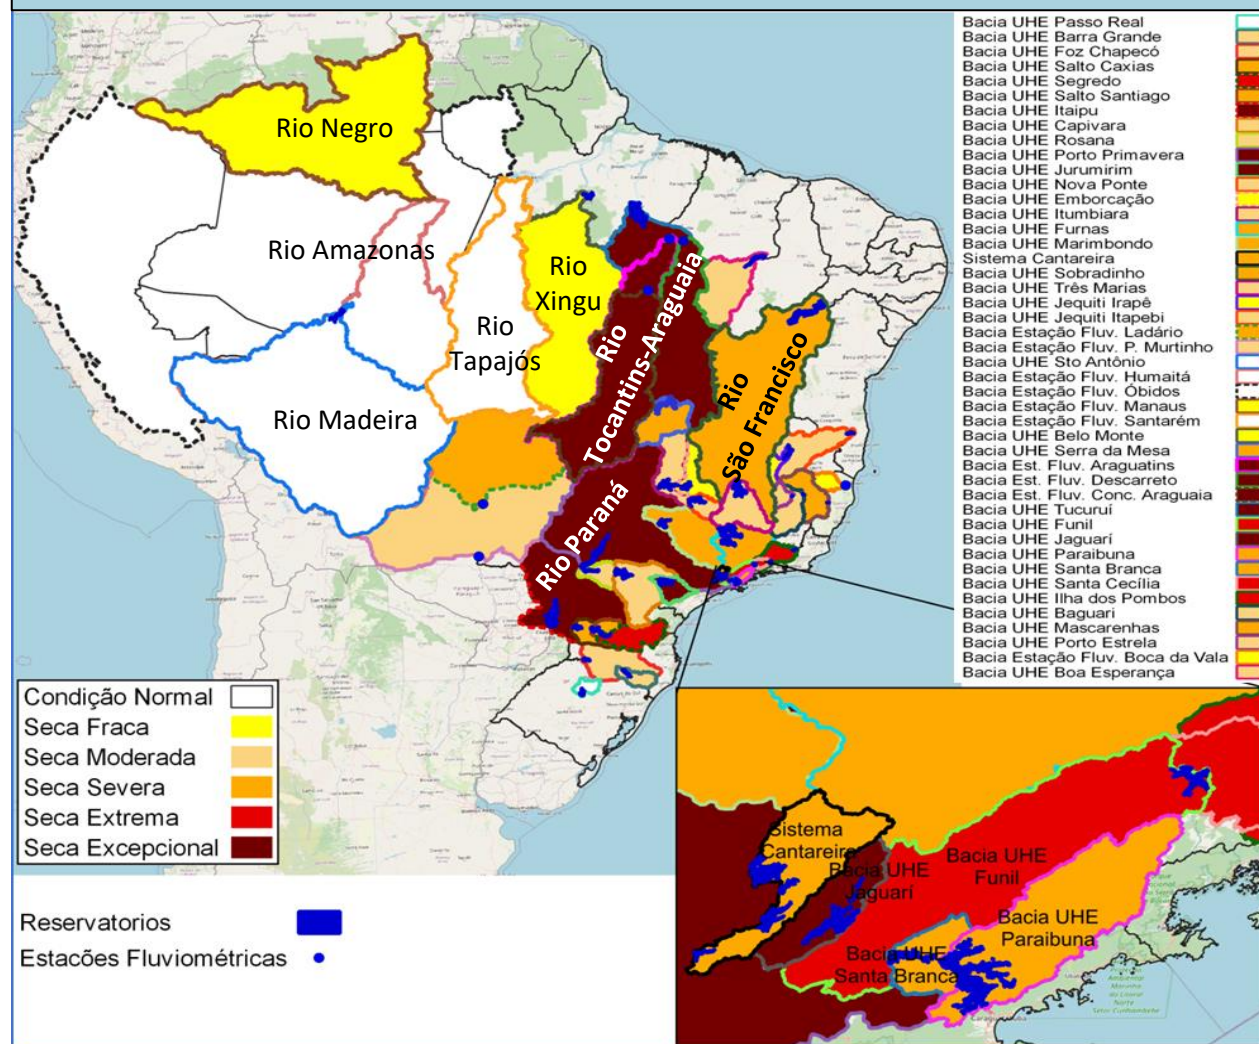 Rio Negro
Rio Amazonas
Rio
Xingu
Rio
Tapajós
Rio Madeira
Rio
Tocantins-Araguaia
Rio
São Francisco
Rio Paraná
Bacia UHE Passo Real
Bacia UHE Barra Grande
Bacia UHE Foz Chapecó
Bacia UHE Salto Caxias
Bacia UHE Segredo
Bacia UHE Salto Santiago
Bacia UHE Itaipu
Bacia UHE Capivara
Bacia UHE Rosana
Bacia UHE Porto Primavera
Bacia UHE Jurumirim
Bacia UHE Nova Ponte
Bacia UHE Emborcação
Bacia UHE Itumbiara
Bacia UHE Furnas
Bacia UHE Marimbondo
Sistema Cantareira
Bacia UHE Sobradinho
Bacia UHE Três Marias
Bacia UHE Jequiti Irapê
Bacia UHE Jequiti Itapebi
Bacia Estação Fluv. Ladário
Bacia Estação Fluv. P. Murtinho
Bacia UHE Sto Antônio
Bacia Estação Fluv. Humaitá
Bacia Estação Fluv. Óbidos
Bacia Estação Fluv. Manaus
Bacia Estação Fluv. Santarém
Bacia UHE Belo Monte
Bacia UHE Serra da Mesa
Bacia Est. Fluv. Araguatins
Bacia Est. Fluv. Descarreto
Bacia Est. Fluv. Conc. Araguaia
Bacia UHE Tucuruí
Bacia UHE Funil
Bacia UHE Jaguarí
Bacia UHE Paraibuna
Bacia UHE Santa Branca
Bacia UHE Santa Cecília
Bacia UHE Ilha dos Pombos
Bacia UHE Baguari
Bacia UHE Mascarenhas
Bacia UHE Porto Estrela
Bacia Estação Fluv. Boca da Vala
Bacia UHE Boa Esperança
Condição Normal
Seca Fraca
Seca Moderada
Seca Severa
Seca Extrema
Seca Excepcional
Reservatorios
Estacões Fluviométricas
Sistema
Cantareira
Bacia UHE
Jaguarí
Bacia UHE
Funil
Bacia UHE
Paraibuna
Bacia UHE
Santa Branca